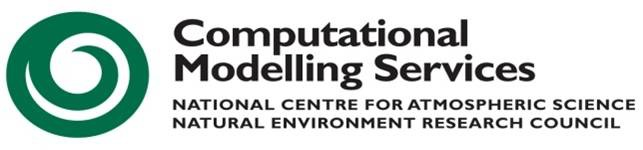 Computational
Modelling Services
NATIONAL CENTRE FOR ATMOSPHERIC SCIENCE
NATURAL ENVIRONMENT RESEARCH COUNCIL